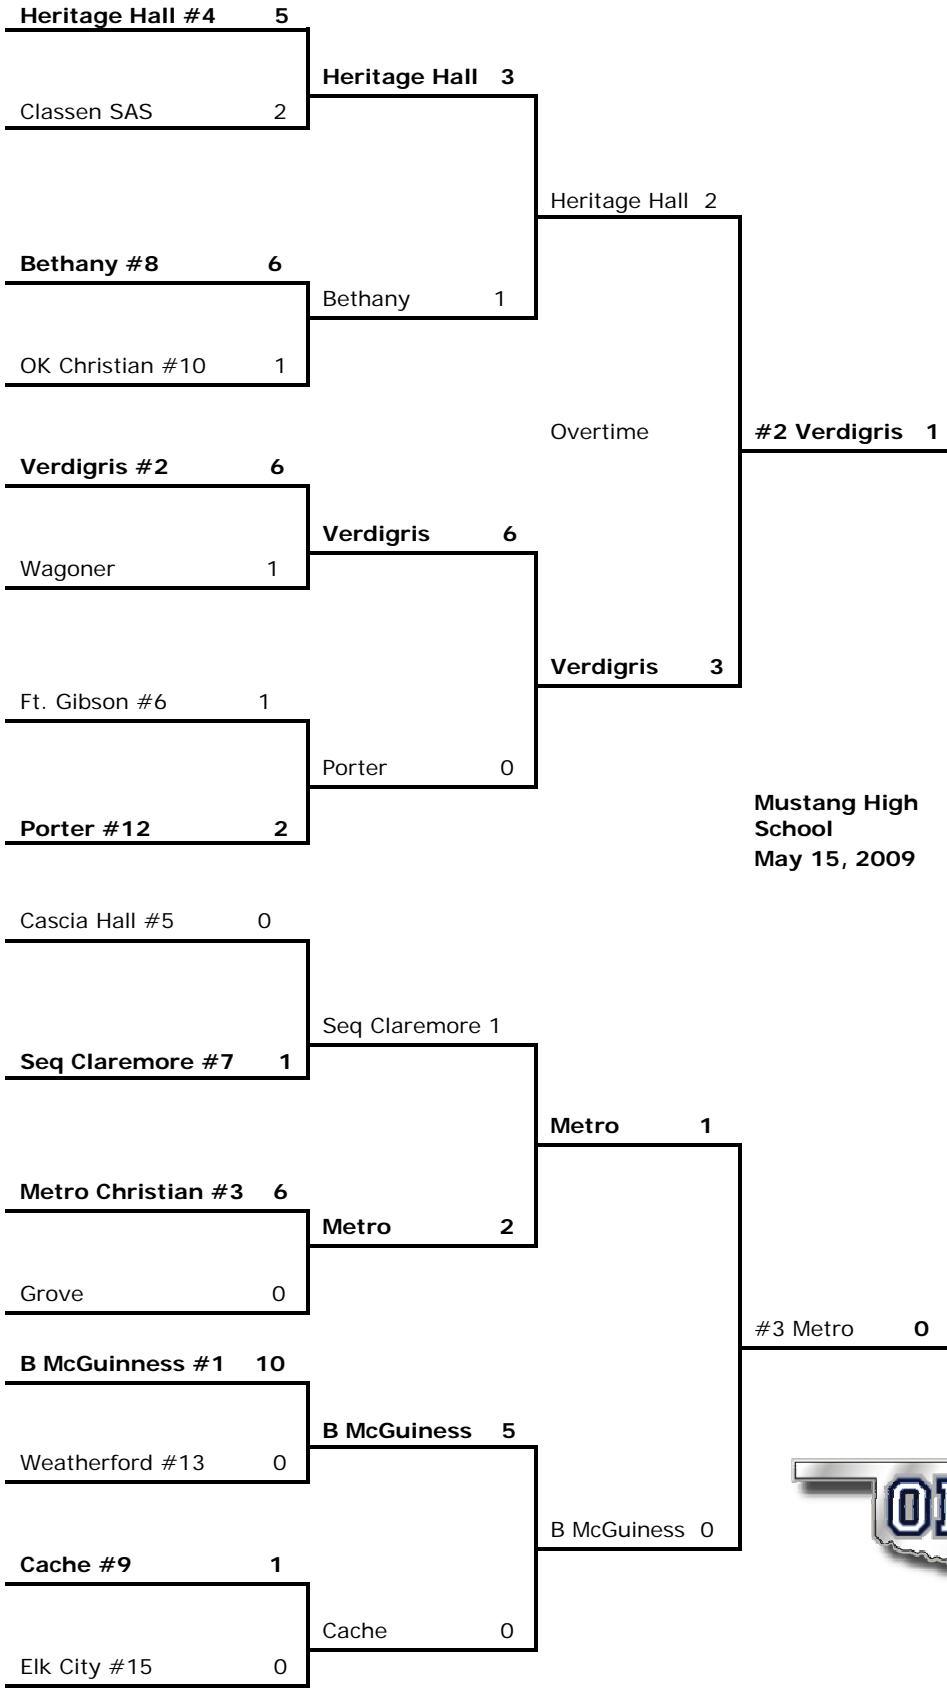 Heritage Hall #4 5
Heritage Hall 3
Classen SAS 2
Heritage Hall 2
Bethany #8 6
Bethany 1
OK Christian #10 1
Overtime
#2 Verdigris 1
Verdigris #2 6
Verdigris 6
Wagoner 1
Verdigris 3
Ft. Gibson #6 1
Porter 0
Mustang High
School
May 15, 2009
Porter #12 2
Cascia Hall #5 0
Seq Claremore 1
Seq Claremore #7 1
Metro 1
Metro Christian #3 6
Metro 2
Grove 0
#3 Metro 0
B McGuinness #1 10
B McGuiness 5
Weatherford #13 0
B McGuiness 0
Cache #9 1
Cache 0
Elk City #15 0